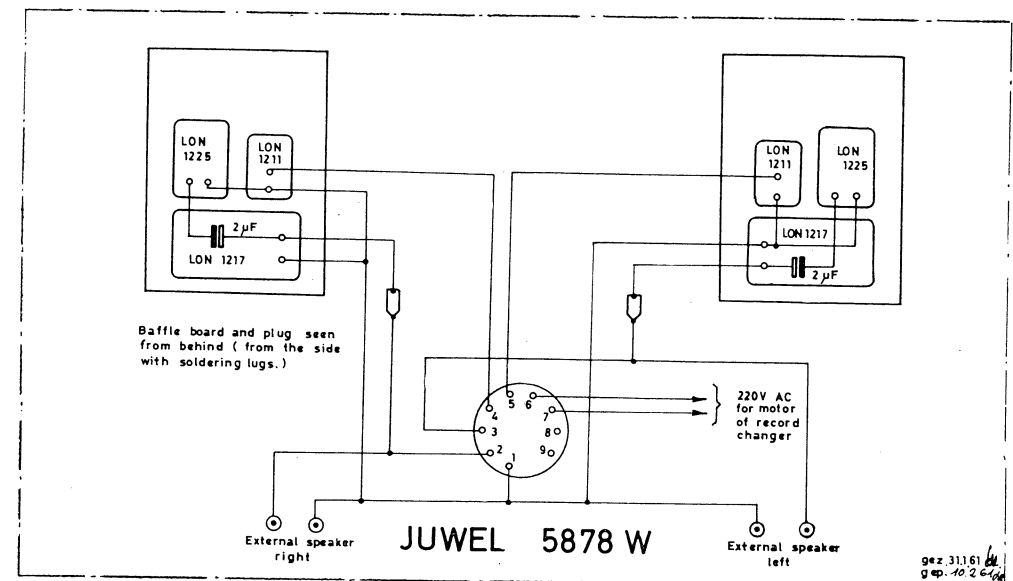 LON
1225
LON
1211
2µF
LON 1217
LON
1211
LON
1225
LON 1217
2µF
Baffle board and plug seen
from behind ( from the side
with soldering lugs.)
5
6
4
7
3
8
2
9
1
220V AC
for motor
of record
changer
External speaker
right
JUWEL 5878 W
External speaker
left
gez. 31.1.61
gep. 10.2.61